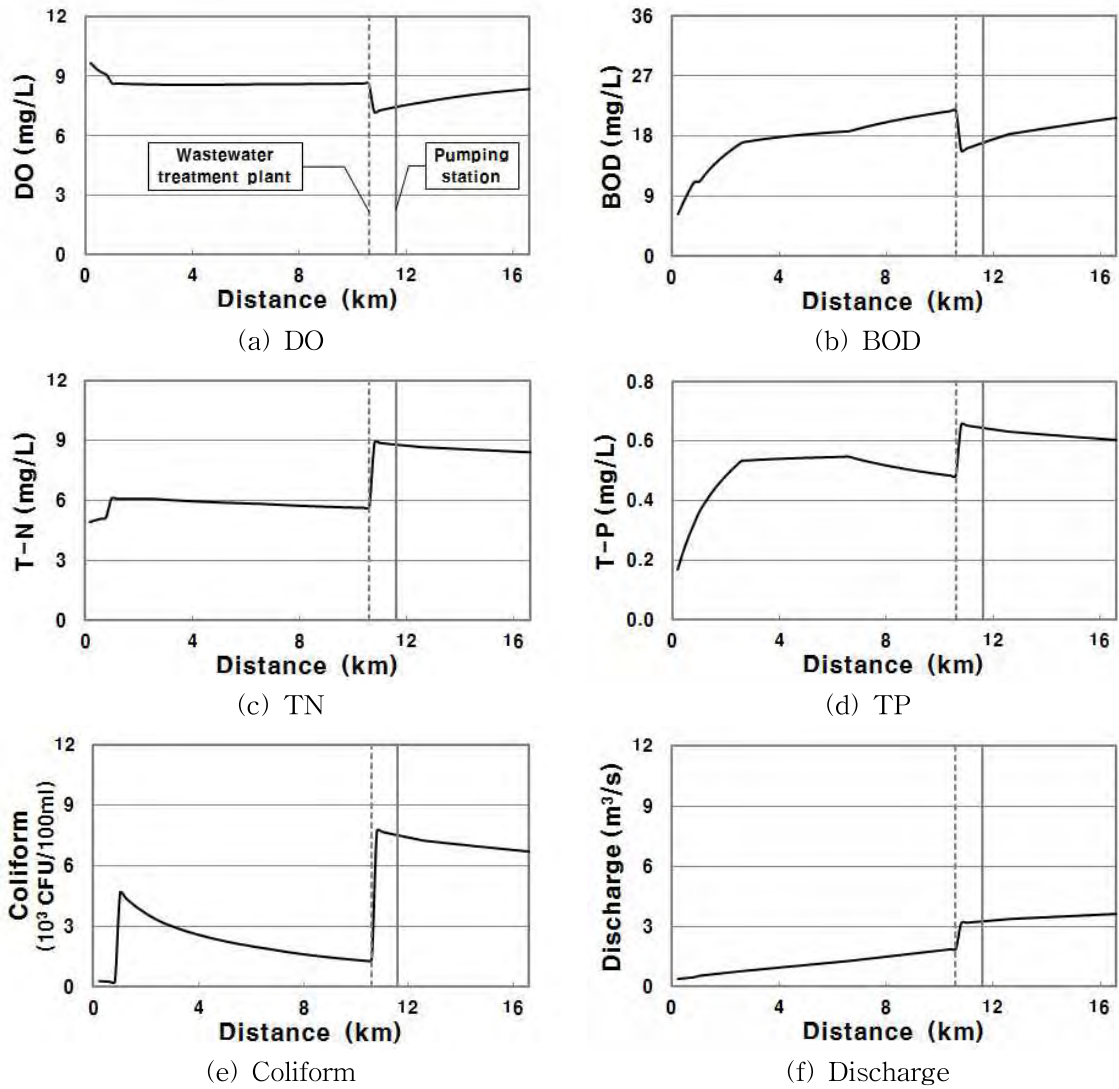 12
9
6
3
0
DO (mg/L)
Wastewater
treatment plant
Pumping
station
0 4 8 12 16
Distance (km)
(a) DO
36
27
18
9
0
BOD (mg/L)
0 4 8 12 16
Distance (km)
(b) BOD
12
9
6
3
0
T-N (mg/L)
0 4 8 12 16
Distance (km)
(c) TN
0.8
0.6
0.4
0.2
0.0
T-P (mg/L)
0 4 8 12 16
Distance (km)
(d) TP
12
9
6
3
0
Coliform
(10³ CFU/100ml)
0 4 8 12 16
Distance (km)
(e) Coliform
12
9
6
3
0
Discharge (m³/s)
0 4 8 12 16
Distance (km)
(f) Discharge